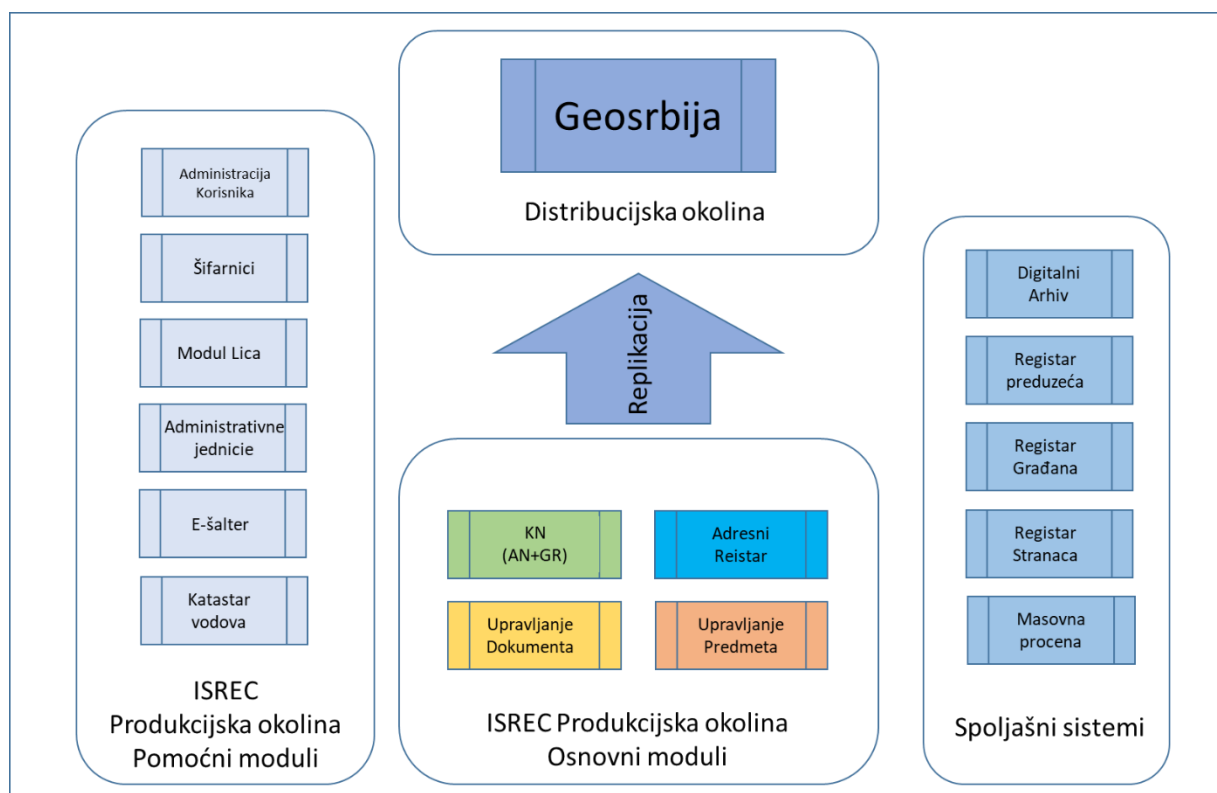 Geosrbija
Distribucijska okolina
Administracija
Korisnika
Šifarnici
Modul Lica
Administrativne
jednicie
E-šalter
Katastar
vodova
ISREC
Produkcijska okolina
Pomoćni moduli
Replikacija
KN
(AN+GR)
Adresni
Reistar
Upravljanje
Dokumenta
Upravljanje
Predmeta
ISREC Produkcijska okolina
Osnovni moduli
Digitalni
Arhiv
Registar
preduzeća
Registar
Građana
Registar
Stranaca
Masovna
procena
Spoljašni sistemi